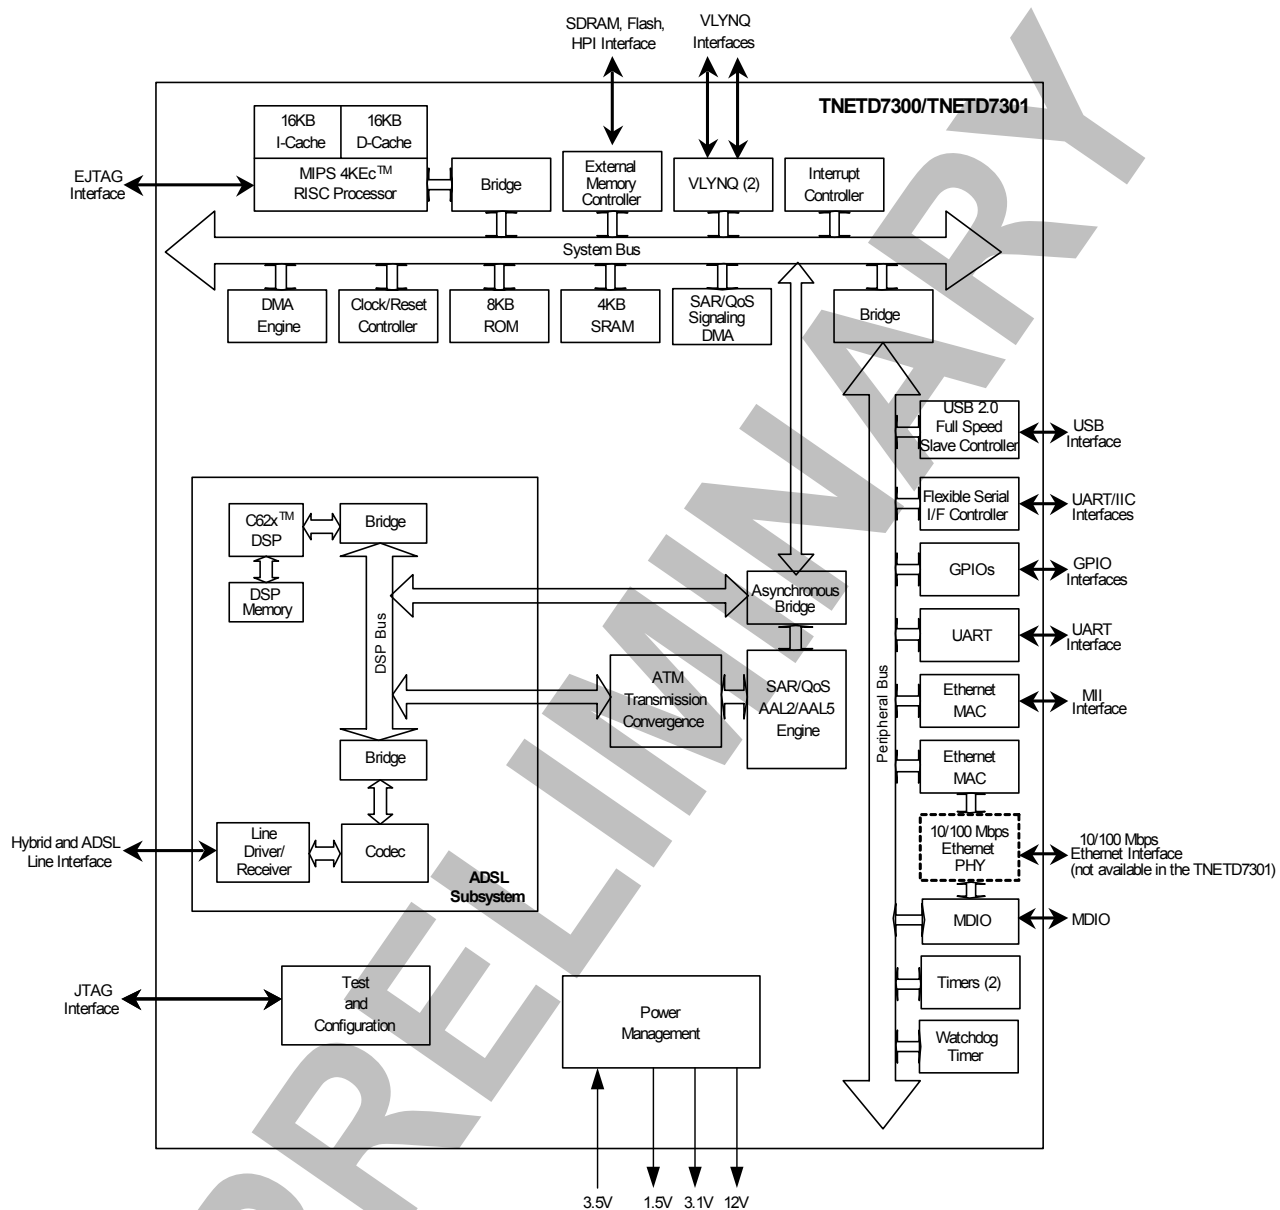 SDRAM, Flash,
HPI Interface
VLYNQ
Interfaces
TNETD7300/TNETD7301
16KB
I-Cache
16KB
D-Cache
MIPS 4KEc™
RISC Processor
EJTAG
Interface
Bridge
External
Memory
Controller
VLYNQ (2)
Interrupt
Controller
System Bus
DMA
Engine
Clock/Reset
Controller
8KB
ROM
4KB
SRAM
SAR/QoS
Signaling
DMA
Bridge
USB 2.0
Full Speed
Slave Controller
USB
Interface
Flexible Serial
I/F Controller
UART/IIC
Interfaces
GPIOs
GPIO
Interfaces
UART
UART
Interface
Ethernet
MAC
MII
Interface
Ethernet
MAC
10/100 Mbps
Ethernet
PHY
10/100 Mbps
Ethernet Interface
(not available in the TNETD7301)
MDIO
MDIO
Timers (2)
Watchdog
Timer
Peripheral Bus
C62x™
DSP
Bridge
DSP
Memory
DSP Bus
Asynchronous
Bridge
ATM
Transmission
Convergence
SAR/QoS
AAL2/AAL5
Engine
Bridge
Hybrid and ADSL
Line Interface
Line
Driver/
Receiver
Codec
ADSL
Subsystem
JTAG
Interface
Test
and
Configuration
Power
Management
3.5V
1.5V
3.1V
12V
PRELIMINARY